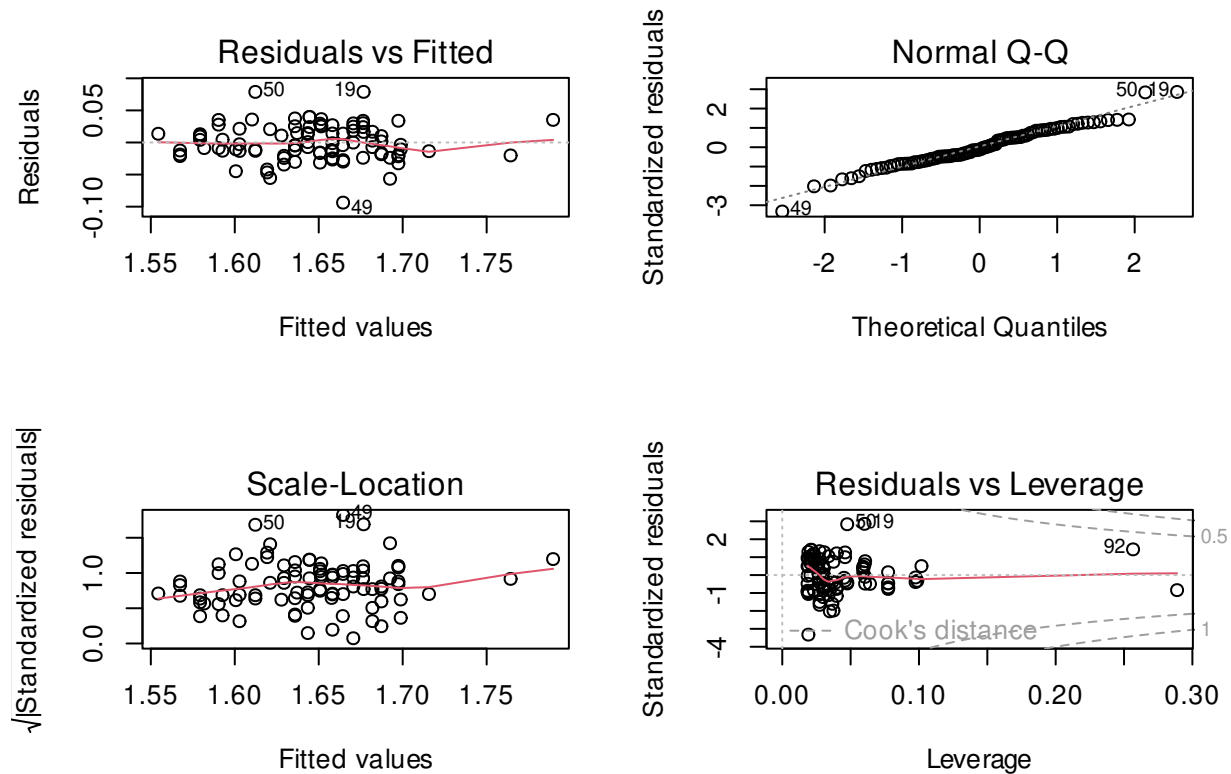 Residuals vs Fitted
Residuals
0.05
-0.10
50
19
49
1.55 1.60 1.65 1.70 1.75
Fitted values
Normal Q-Q
Standardized residuals
2
0
-3
50 19
49
-2 -1 0 1 2
Theoretical Quantiles
Scale-Location
√|Standardized residuals|
1.0
0.0
50
19
49
1.55 1.60 1.65 1.70 1.75
Fitted values
Residuals vs Leverage
Standardized residuals
2
-1
-4
50 19
92
0.5
1
Cook's distance
0.00 0.10 0.20 0.30
Leverage